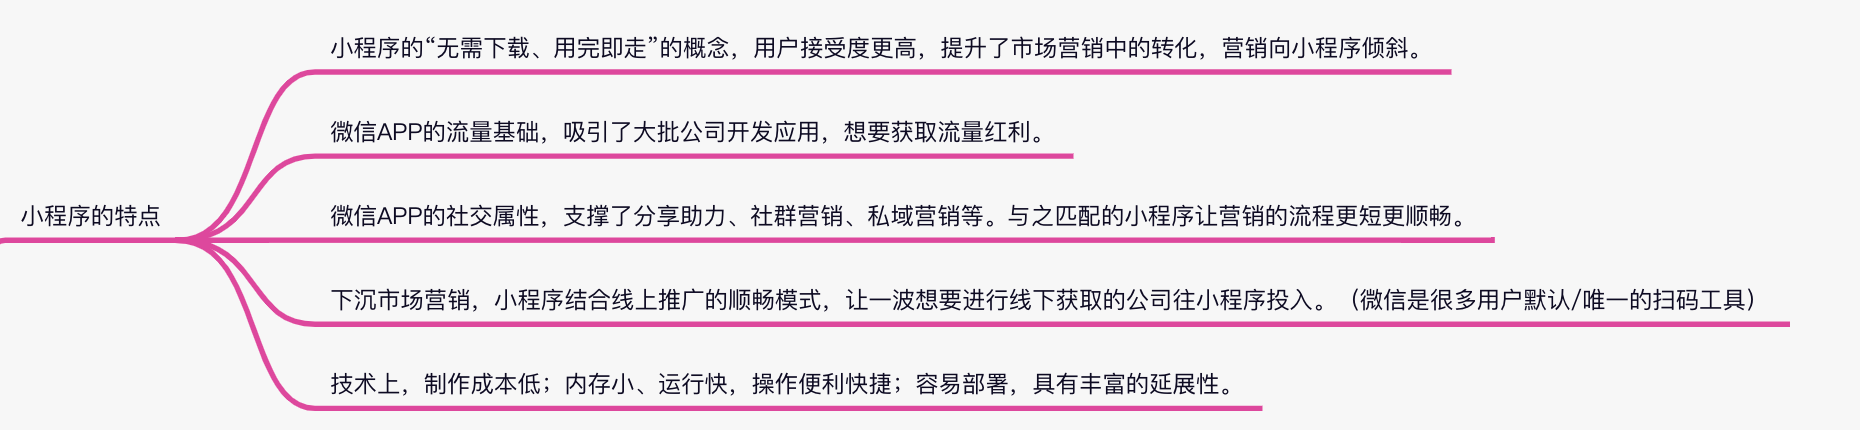 小程序的特点
小程序的“无需下载、用完即走”的概念，用户接受度更高，提升了市场营销中的转化，营销向小程序倾斜。
微信APP的流量基础，吸引了大批公司开发应用，想要获取流量红利。
微信APP的社交属性，支撑了分享助力、社群营销、私域营销等。与之匹配的小程序让营销的流程更短更顺畅。
下沉市场营销，小程序结合线上推广的顺畅模式，让一波想要进行线下获取的公司往小程序投入。（微信是很多用户默认/唯一的扫码工具）
技术上，制作成本低；内存小、运行快，操作便利快捷；容易部署，具有丰富的延展性。